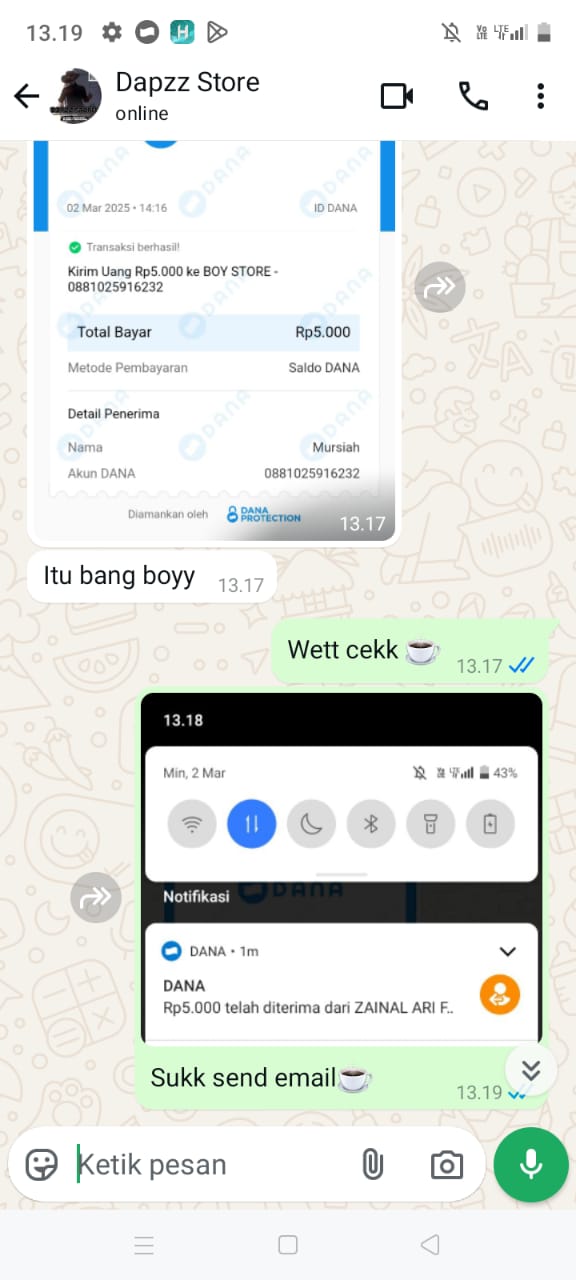 13.19
Vo LTE LTE
Dapzz Store
online
02 Mar 2025 • 14:16 ID DANA
Transaksi berhasil!
Kirim Uang Rp5.000 ke BOY STORE -
0881025916232
Total Bayar Rp5.000
Metode Pembayaran Saldo DANA
Detail Penerima
Nama Mursiah
Akun DANA 0881025916232
Diamankan oleh DANA PROTECTION
13.17
Itu bang boyy 13.17
Wett cekk ☕ 13.17
13.18
Min, 2 Mar 43%
Notifikasi
DANA
DANA • 1m
DANA
Rp5.000 telah diterima dari ZAINAL ARI F..
Sukk send email☕ 13.19
Ketik pesan